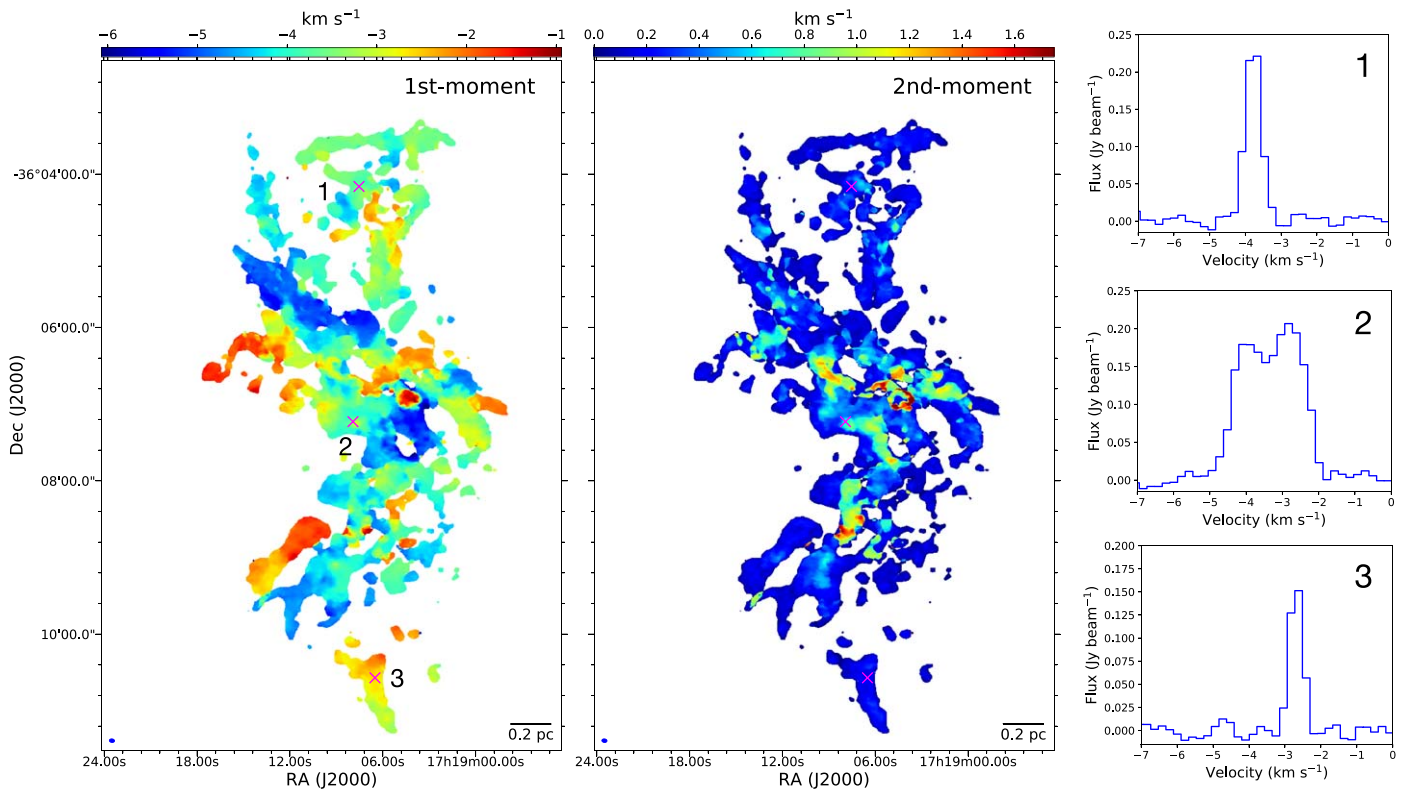 km s⁻¹
−6 −5 −4 −3 −2 −1
1st-moment
Dec (J2000)
-36°04'00.0"
06'00.0"
08'00.0"
10'00.0"
1
2
3
0.2 pc
24.00s 18.00s 12.00s 06.00s 17h19m00.00s
RA (J2000)
km s⁻¹
0.0 0.2 0.4 0.6 0.8 1.0 1.2 1.4 1.6
2nd-moment
0.2 pc
24.00s 18.00s 12.00s 06.00s 17h19m00.00s
RA (J2000)
1
Flux (Jy beam⁻¹)
0.25
0.20
0.15
0.10
0.05
0.00
−7 −6 −5 −4 −3 −2 −1 0
Velocity (km s⁻¹)
2
Flux (Jy beam⁻¹)
0.25
0.20
0.15
0.10
0.05
0.00
−7 −6 −5 −4 −3 −2 −1 0
Velocity (km s⁻¹)
3
Flux (Jy beam⁻¹)
0.200
0.175
0.150
0.125
0.100
0.075
0.050
0.025
0.000
−7 −6 −5 −4 −3 −2 −1 0
Velocity (km s⁻¹)